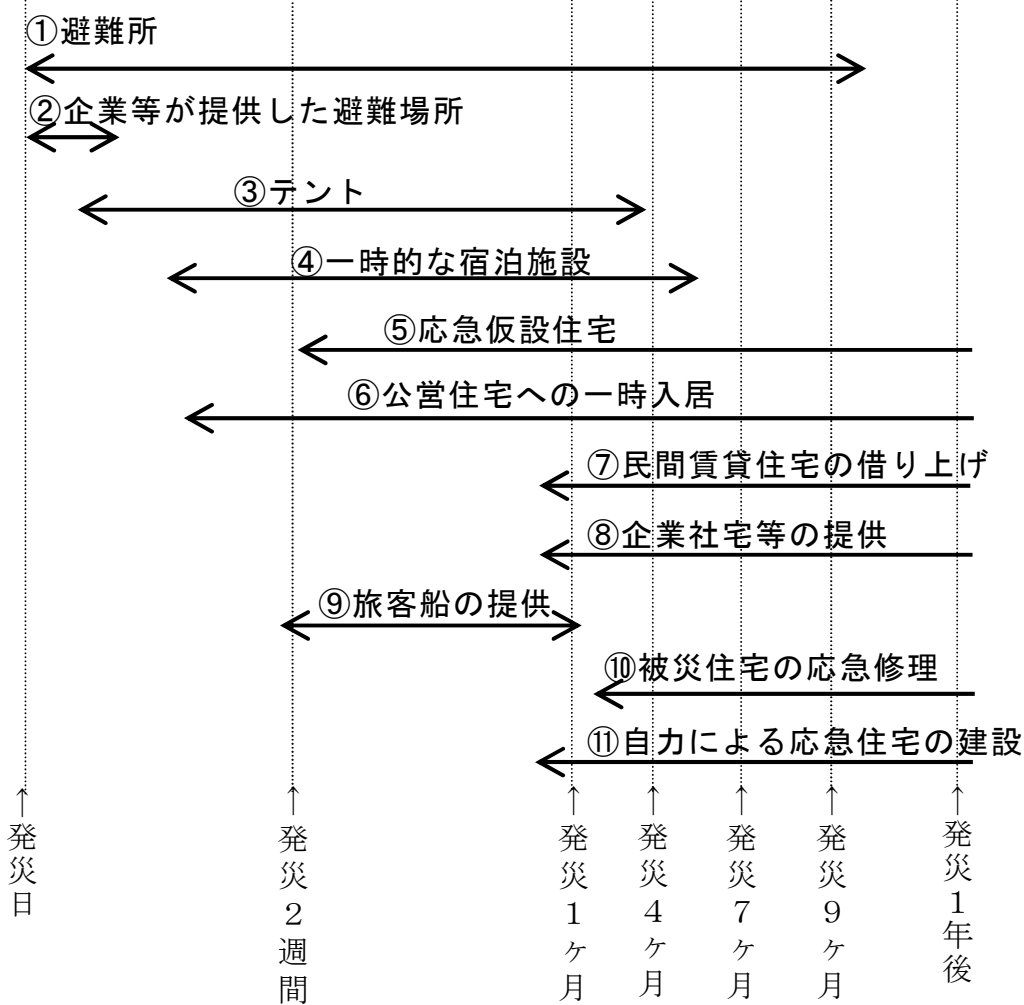 ①避難所
②企業等が提供した避難場所
③テント
④一時的な宿泊施設
⑤応急仮設住宅
⑥公営住宅への一時入居
⑦民間賃貸住宅の借り上げ
⑧企業社宅等の提供
⑨旅客船の提供
⑩被災住宅の応急修理
⑪自力による応急住宅の建設
←発災日
←発災2週間
←発災1ヶ月
←発災4ヶ月
←発災7ヶ月
←発災9ヶ月
←発災1年後